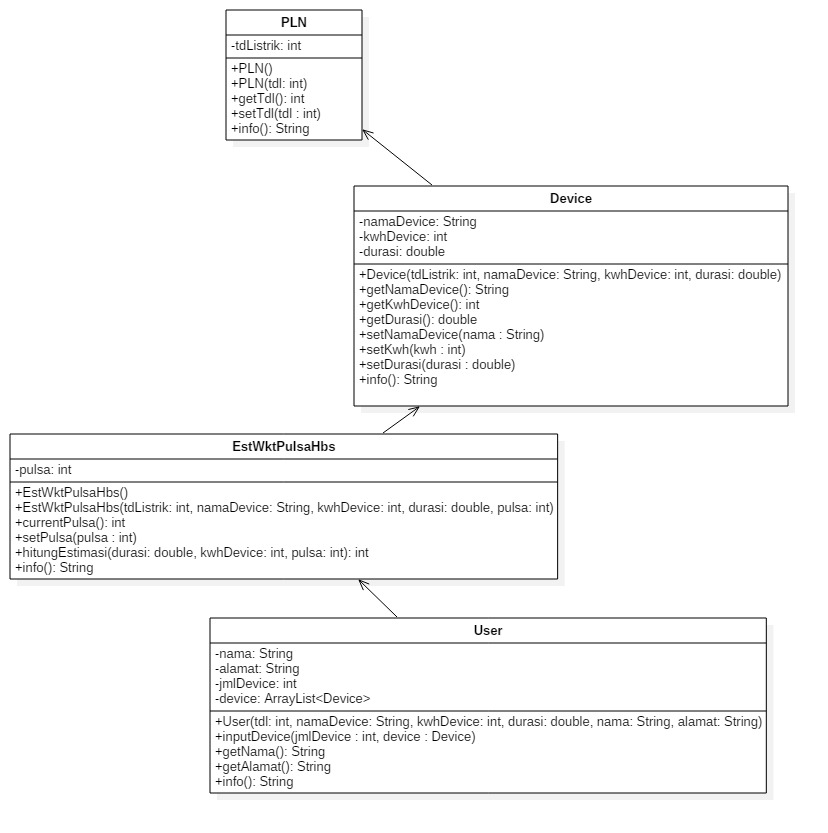 PLN
-tdListrik: int
+PLN()
+PLN(tdl: int)
+getTdl(): int
+setTdl(tdl : int)
+info(): String
Device
-namaDevice: String
-kwhDevice: int
-durasi: double
+Device(tdListrik: int, namaDevice: String, kwhDevice: int, durasi: double)
+getNamaDevice(): String
+getKwhDevice(): int
+getDurasi(): double
+setNamaDevice(nama : String)
+setKwh(kwh : int)
+setDurasi(durasi : double)
+info(): String
EstWktPulsaHbs
-pulsa: int
+EstWktPulsaHbs()
+EstWktPulsaHbs(tdListrik: int, namaDevice: String, kwhDevice: int, durasi: double, pulsa: int)
+currentPulsa(): int
+setPulsa(pulsa : int)
+hitungEstimasi(durasi: double, kwhDevice: int, pulsa: int): int
+info(): String
User
-nama: String
-alamat: String
-jmlDevice: int
-device: ArrayList<Device>
+User(tdl: int, namaDevice: String, kwhDevice: int, durasi: double, nama: String, alamat: String)
+inputDevice(jmlDevice : int, device : Device)
+getNama(): String
+getAlamat(): String
+info(): String